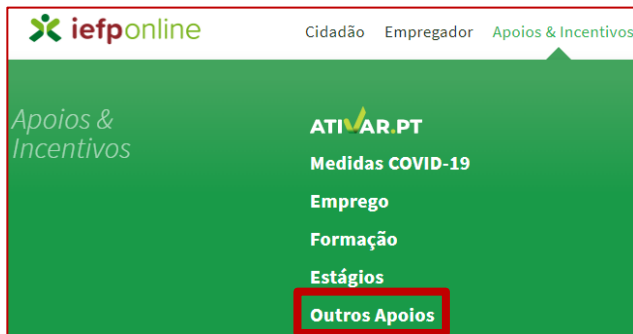 iefponline
Cidadão Empregador Apoios & Incentivos
Apoios &
Incentivos
ATIVAR.PT
Medidas COVID-19
Emprego
Formação
Estágios
Outros Apoios